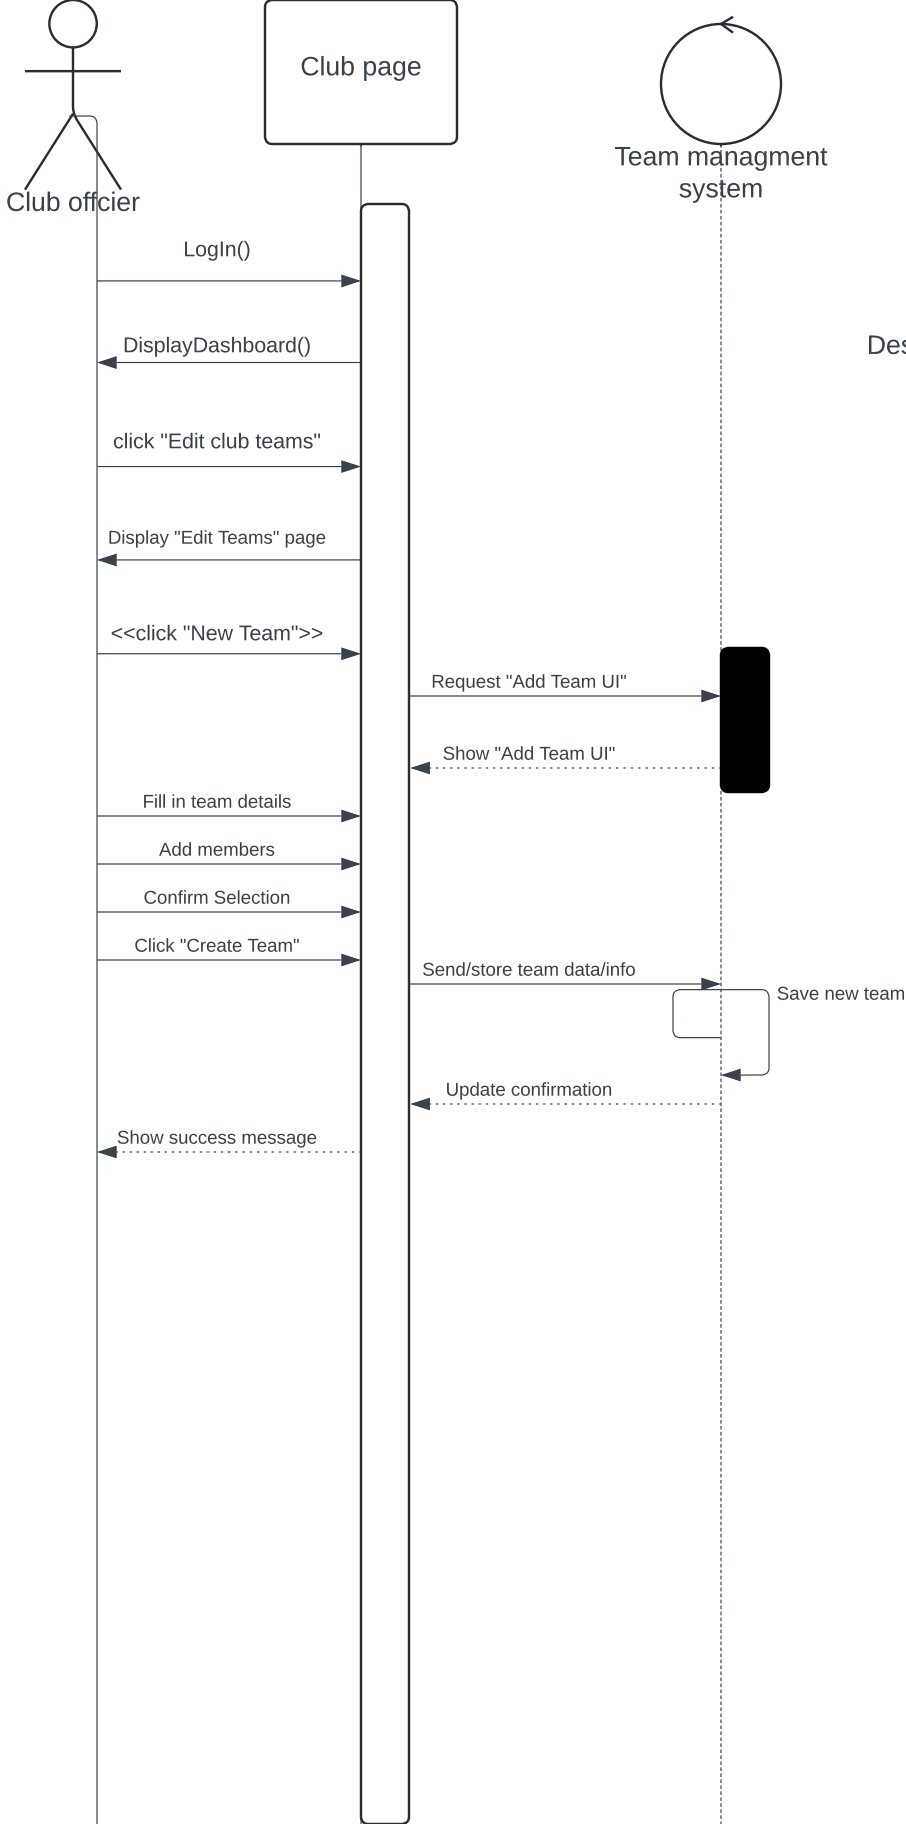 Club page
Team managment
system
Club offcier
LogIn()
DisplayDashboard()
Des
click "Edit club teams"
Display "Edit Teams" page
<<click "New Team">>
Request "Add Team UI"
Show "Add Team UI"
Fill in team details
Add members
Confirm Selection
Click "Create Team"
Send/store team data/info
Save new team
Update confirmation
Show success message